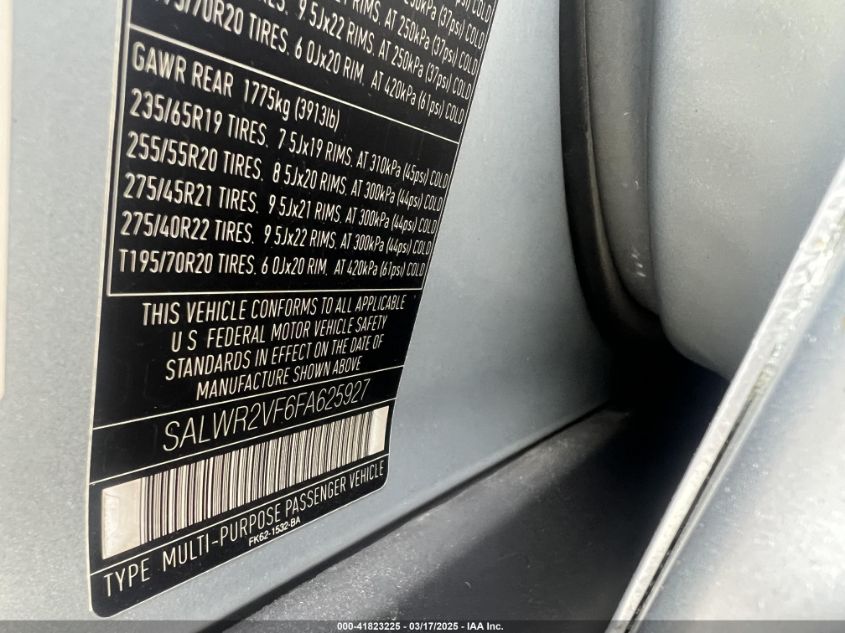 9.5Jx22 RIMS, AT 250kPa (37psi) COLD
T195/70R20 TIRES, 6 0Jx20 RIM, AT 420kPa (61psi) COLD
GAWR REAR 1775kg (3913lb)
235/65R19 TIRES, 7 5Jx19 RIMS, AT 310kPa (45psi) COLD
255/55R20 TIRES, 8 5Jx20 RIMS, AT 300kPa (44psi) COLD
275/45R21 TIRES, 9 5Jx21 RIMS, AT 300kPa (44psi) COLD
275/40R22 TIRES, 9 5Jx22 RIMS, AT 300kPa (44psi) COLD
T195/70R20 TIRES, 6 0Jx20 RIM, AT 420kPa (61psi) COLD
THIS VEHICLE CONFORMS TO ALL APPLICABLE
U S FEDERAL MOTOR VEHICLE SAFETY
STANDARDS IN EFFECT ON THE DATE OF
MANUFACTURE SHOWN ABOVE
SALWR2VF6FA625927
TYPE MULTI-PURPOSE PASSENGER VEHICLE
FK62-1532-BA
000-41823225 - 03/17/2025 - IAA Inc.